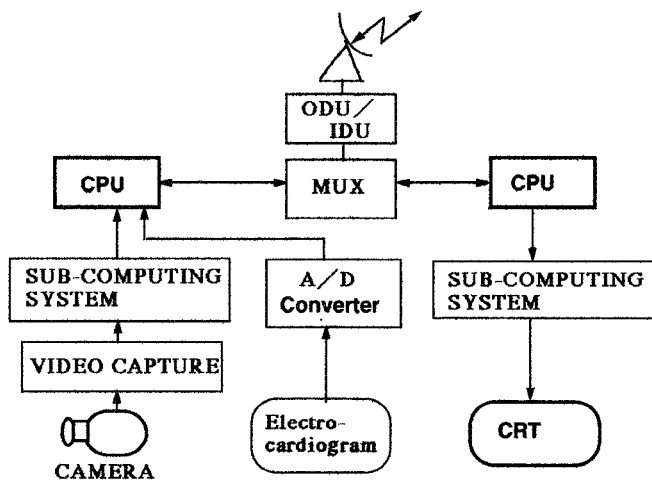 ODU／
IDU
CPU
MUX
CPU
SUB-COMPUTING
SYSTEM
A／D
Converter
SUB-COMPUTING
SYSTEM
VIDEO CAPTURE
Electro-
cardiogram
CRT
CAMERA